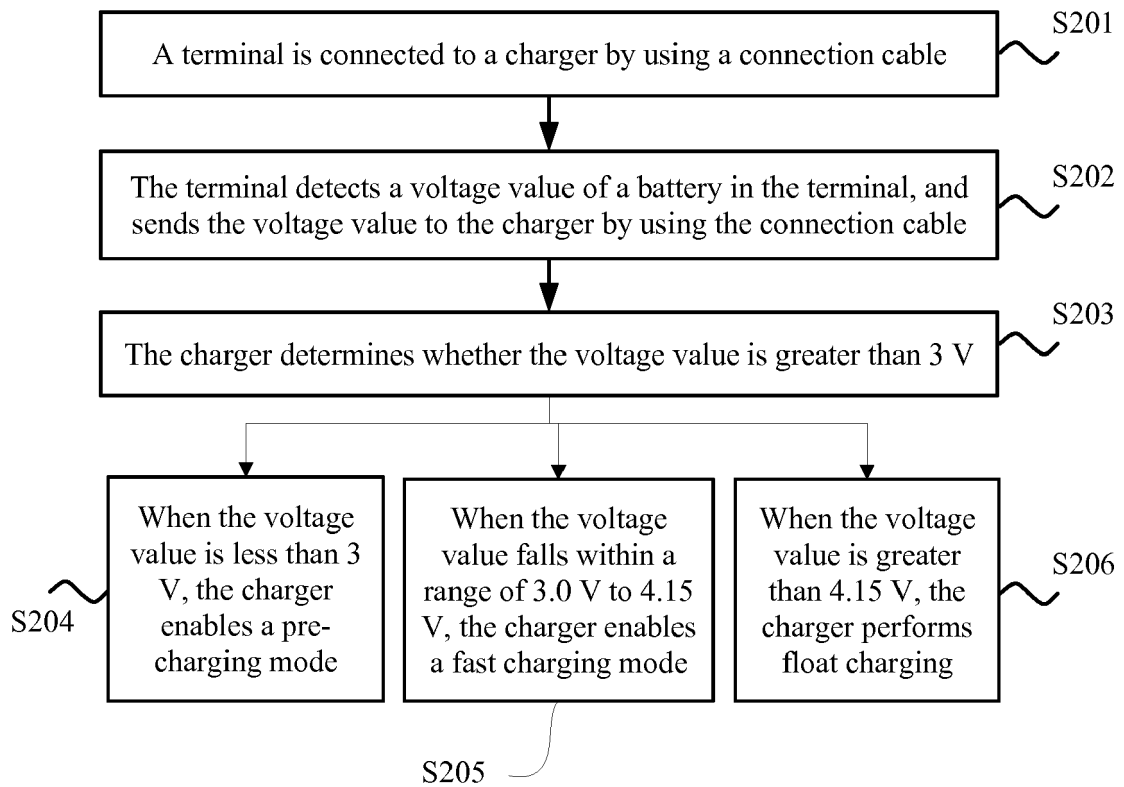 S201
A terminal is connected to a charger by using a connection cable
S202
The terminal detects a voltage value of a battery in the terminal, and
sends the voltage value to the charger by using the connection cable
S203
The charger determines whether the voltage value is greater than 3 V
When the voltage
value is less than 3
V, the charger
enables a pre-
charging mode
S204
When the voltage
value falls within a
range of 3.0 V to 4.15
V, the charger enables
a fast charging mode
S205
When the voltage
value is greater
than 4.15 V, the
charger performs
float charging
S206